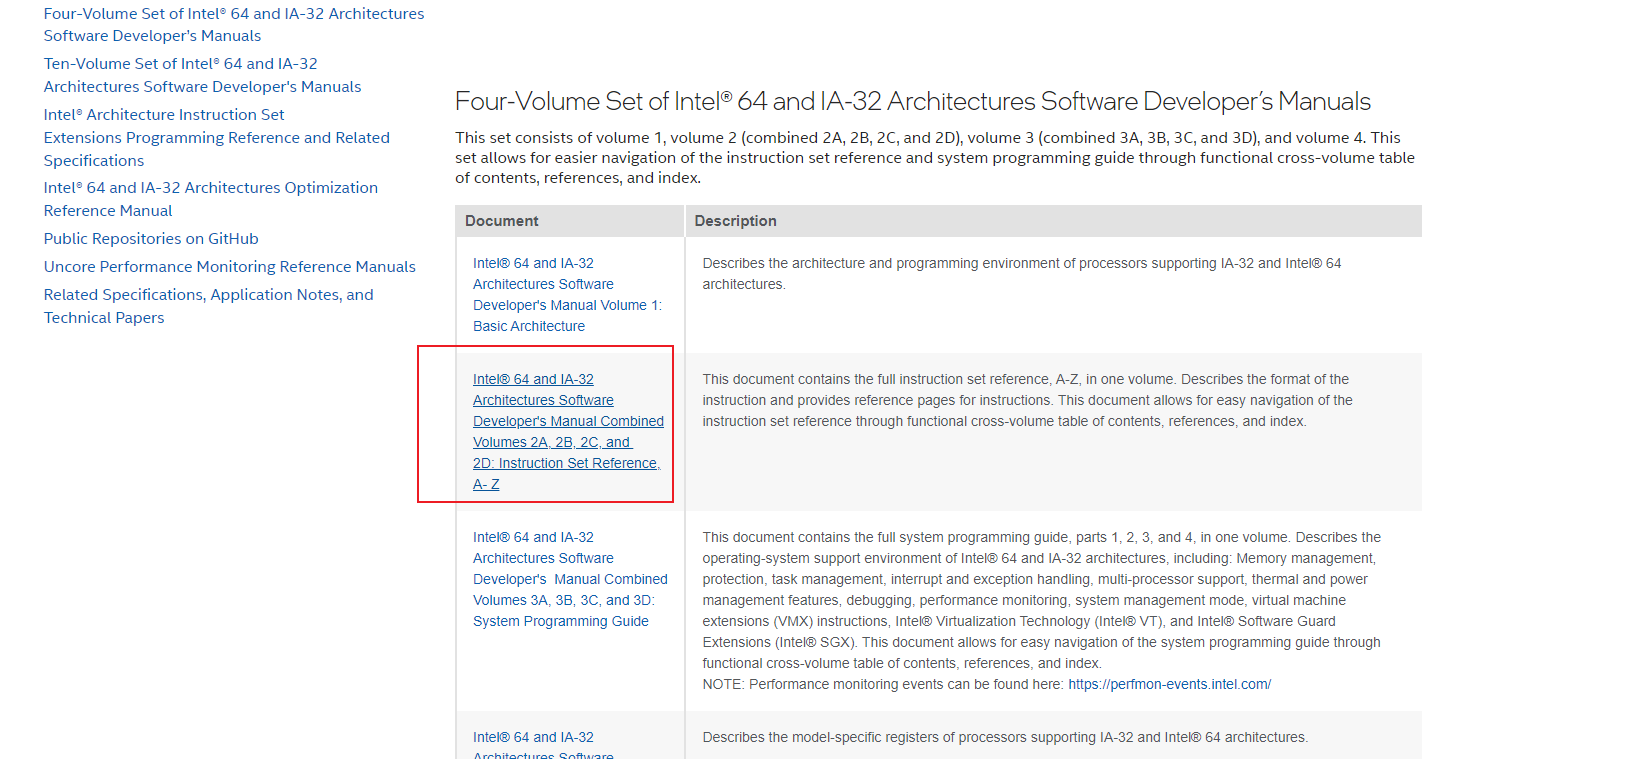 Four-Volume Set of Intel® 64 and IA-32 Architectures
Software Developer's Manuals
Ten-Volume Set of Intel® 64 and IA-32
Architectures Software Developer's Manuals
Intel® Architecture Instruction Set
Extensions Programming Reference and Related
Specifications
Intel® 64 and IA-32 Architectures Optimization
Reference Manual
Public Repositories on GitHub
Uncore Performance Monitoring Reference Manuals
Related Specifications, Application Notes, and
Technical Papers
Four-Volume Set of Intel® 64 and IA-32 Architectures Software Developer’s Manuals
This set consists of volume 1, volume 2 (combined 2A, 2B, 2C, and 2D), volume 3 (combined 3A, 3B, 3C, and 3D), and volume 4. This
set allows for easier navigation of the instruction set reference and system programming guide through functional cross-volume table
of contents, references, and index.
Document
Description
Intel® 64 and IA-32
Architectures Software
Developer's Manual Volume 1:
Basic Architecture
Describes the architecture and programming environment of processors supporting IA-32 and Intel® 64
architectures.
Intel® 64 and IA-32
Architectures Software
Developer's Manual Combined
Volumes 2A, 2B, 2C, and
2D: Instruction Set Reference,
A- Z
This document contains the full instruction set reference, A-Z, in one volume. Describes the format of the
instruction and provides reference pages for instructions. This document allows for easy navigation of the
instruction set reference through functional cross-volume table of contents, references, and index.
Intel® 64 and IA-32
Architectures Software
Developer's Manual Combined
Volumes 3A, 3B, 3C, and 3D:
System Programming Guide
This document contains the full system programming guide, parts 1, 2, 3, and 4, in one volume. Describes the
operating-system support environment of Intel® 64 and IA-32 architectures, including: Memory management,
protection, task management, interrupt and exception handling, multi-processor support, thermal and power
management features, debugging, performance monitoring, system management mode, virtual machine
extensions (VMX) instructions, Intel® Virtualization Technology (Intel® VT), and Intel® Software Guard
Extensions (Intel® SGX). This document allows for easy navigation of the system programming guide through
functional cross-volume table of contents, references, and index.
NOTE: Performance monitoring events can be found here: https://perfmon-events.intel.com/
Intel® 64 and IA-32
Architectures Software
Describes the model-specific registers of processors supporting IA-32 and Intel® 64 architectures.